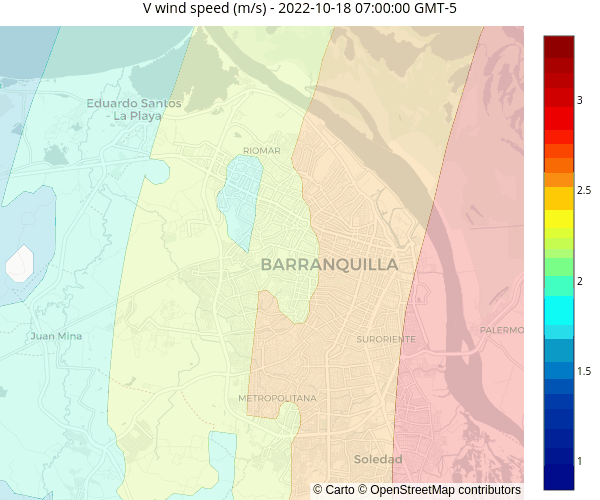 V wind speed (m/s) - 2022-10-18 07:00:00 GMT-5
Eduardo Santos
- La Playa
RIOMAR
BARRANQUILLA
Juan Mina
SURORIENTE
PALERMO
METROPOLITANA
Soledad
© Carto © OpenStreetMap contributors
3
2.5
2
1.5
1